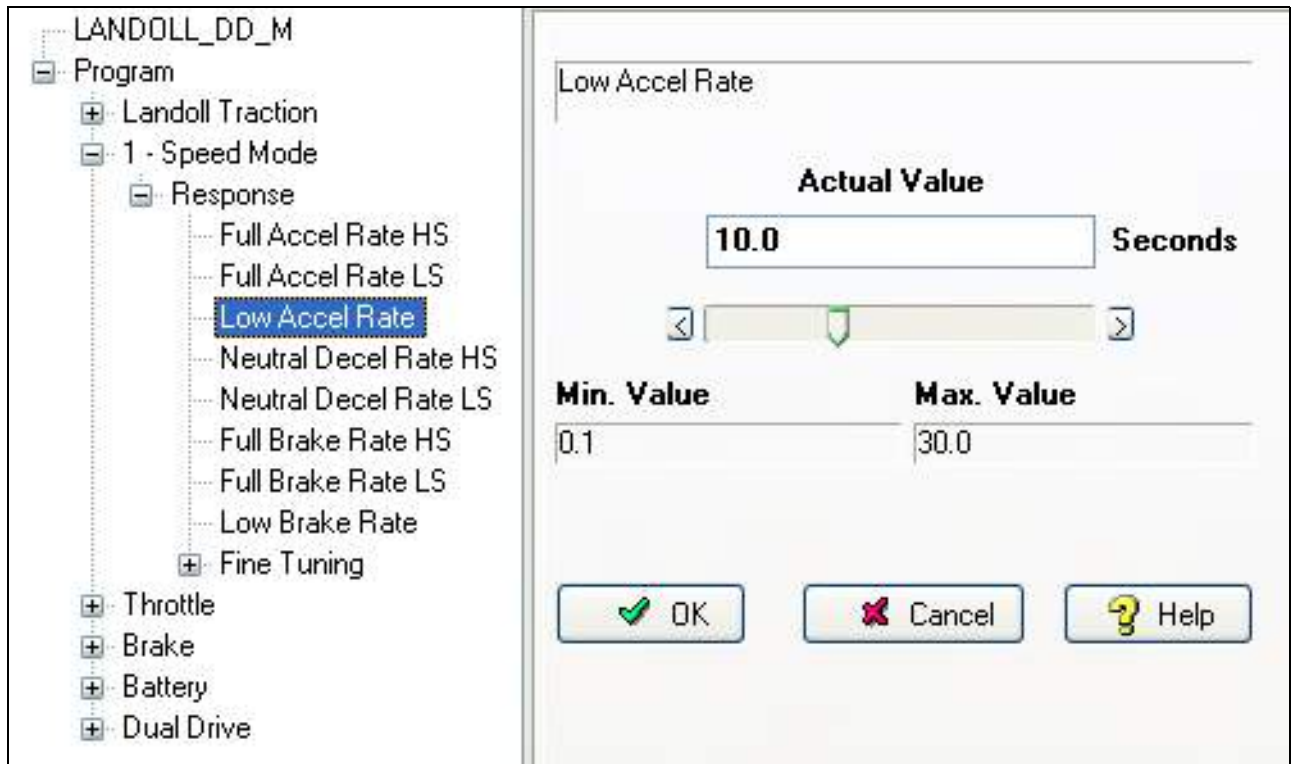 LANDOLL_DD_M
Program
Landoll Traction
1 - Speed Mode
Response
Full Accel Rate HS
Full Accel Rate LS
Low Accel Rate
Neutral Decel Rate HS
Neutral Decel Rate LS
Full Brake Rate HS
Full Brake Rate LS
Low Brake Rate
Fine Tuning
Throttle
Brake
Battery
Dual Drive
Low Accel Rate
Actual Value
10.0 Seconds
Min. Value Max. Value
0.1 30.0
OK Cancel Help